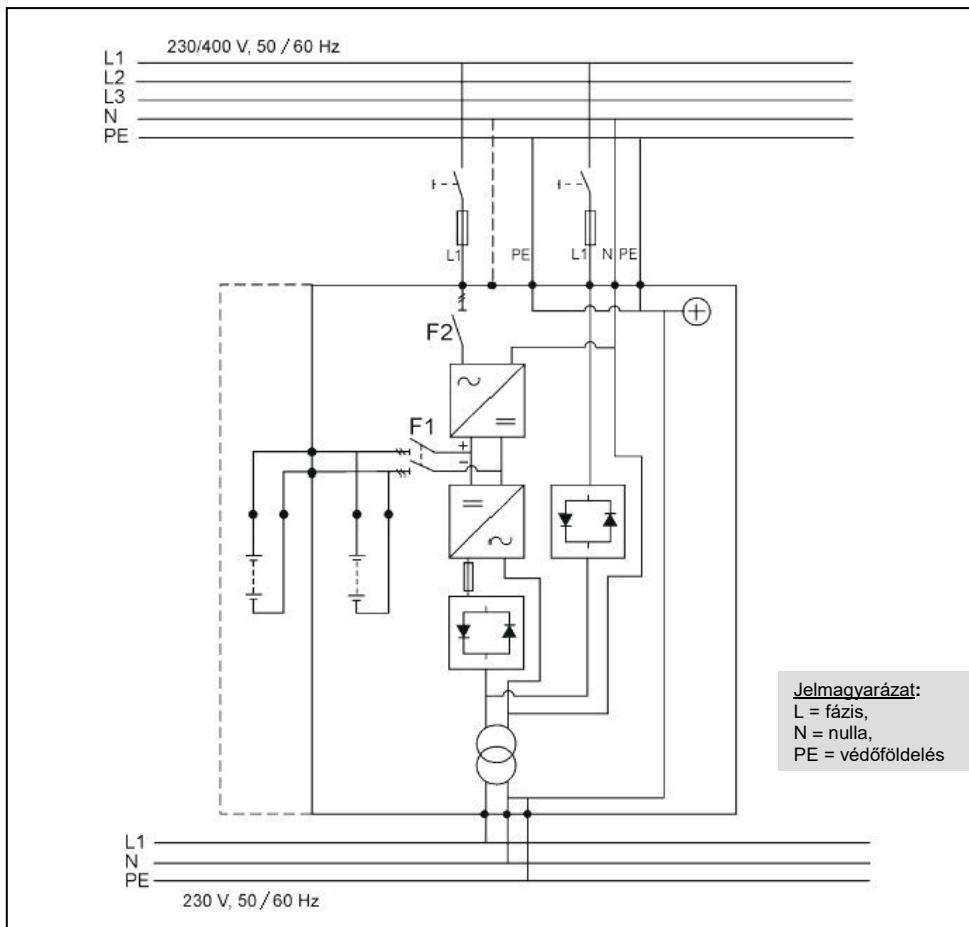 230/400 V, 50 / 60 Hz
L1
L2
L3
N
PE
L1
PE
L1
N
PE
F2
F1
+
−
Jelmagyarázat:
L = fázis,
N = nulla,
PE = védőföldelés
L1
N
PE
230 V, 50 / 60 Hz